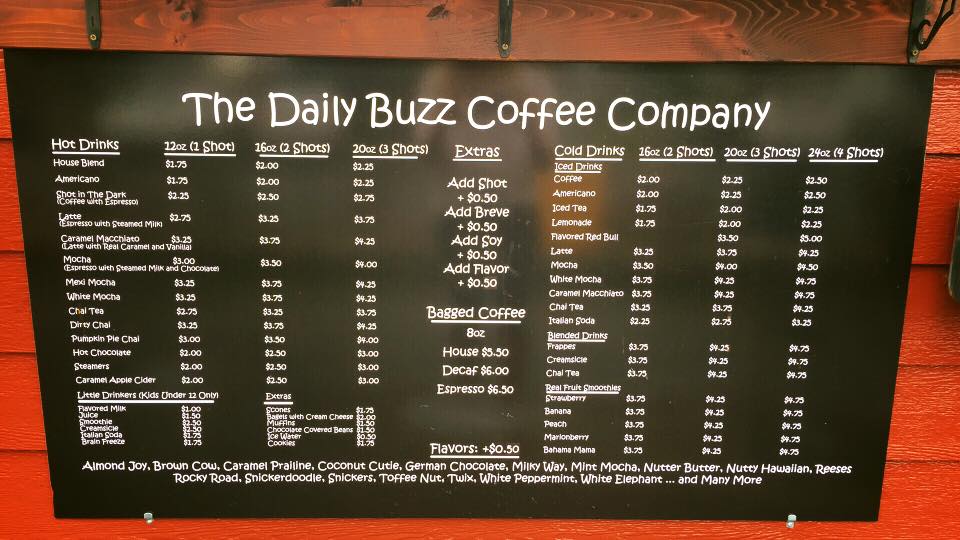 The Daily Buzz Coffee Company
Hot Drinks 12oz (1 Shot) 16oz (2 Shots) 20oz (3 Shots)
House Blend $1.75 $2.00 $2.25
Americano $1.75 $2.00 $2.25
Shot in The Dark $2.25 $2.50 $2.75
(Coffee with Espresso)
Latte $2.75 $3.25 $3.75
(Espresso with Steamed Milk)
Caramel Macchiato $3.25 $3.75 $4.25
(Latte with Real Caramel and Vanilla)
Mocha $3.00 $3.50 $4.00
(Espresso with Steamed Milk and Chocolate)
Mexi Mocha $3.25 $3.75 $4.25
White Mocha $3.25 $3.75 $4.25
Chai Tea $2.75 $3.25 $3.75
Dirty Chai $3.25 $3.75 $4.25
Pumpkin Pie Chai $3.00 $3.50 $4.00
Hot Chocolate $2.00 $2.50 $3.00
Steamers $2.00 $2.50 $3.00
Caramel Apple Cider $2.00 $2.50 $3.00
Little Drinkers (Kids Under 12 Only)
Flavored Milk $1.00
Juice $1.50
Smoothie $2.50
Creamsicle $2.50
Italian Soda $1.75
Brain Freeze $1.75
Extras
Scones $1.75
Bagels with Cream Cheese $2.00
Muffins $1.50
Chocolate Covered Beans $1.50
Ice Water $0.50
Cookies $1.75
Extras
Add Shot
+ $0.50
Add Breve
+ $0.50
Add Soy
+ $0.50
Add Flavor
+ $0.50
Bagged Coffee
8oz
House $5.50
Decaf $6.00
Espresso $6.50
Cold Drinks 16oz (2 Shots) 20oz (3 Shots) 24oz (4 Shots)
Iced Drinks
Coffee $2.00 $2.25 $2.50
Americano $2.00 $2.25 $2.50
Iced Tea $1.75 $2.00 $2.25
Lemonade $1.75 $2.00 $2.25
Flavored Red Bull $3.50 $5.00
Latte $3.25 $3.75 $4.25
Mocha $3.50 $4.00 $4.50
White Mocha $3.75 $4.25 $4.75
Caramel Macchiato $3.75 $4.25 $4.75
Chai Tea $3.25 $3.75 $4.25
Italian Soda $2.25 $2.75 $3.25
Blended Drinks
Frappes $3.75 $4.25 $4.75
Creamsicle $3.75 $4.25 $4.75
Chai Tea $3.75 $4.25 $4.75
Real Fruit Smoothies
Strawberry $3.75 $4.25 $4.75
Banana $3.75 $4.25 $4.75
Peach $3.75 $4.25 $4.75
Marionberry $3.75 $4.25 $4.75
Bahama Mama $3.75 $4.25 $4.75
Flavors: +$0.50
Almond Joy, Brown Cow, Caramel Praline, Coconut Cutie, German Chocolate, Milky Way, Mint Mocha, Nutter Butter, Nutty Hawaiian, Reeses
Rocky Road, Snickerdoodle, Snickers, Toffee Nut, Twix, White Peppermint, White Elephant ... and Many More